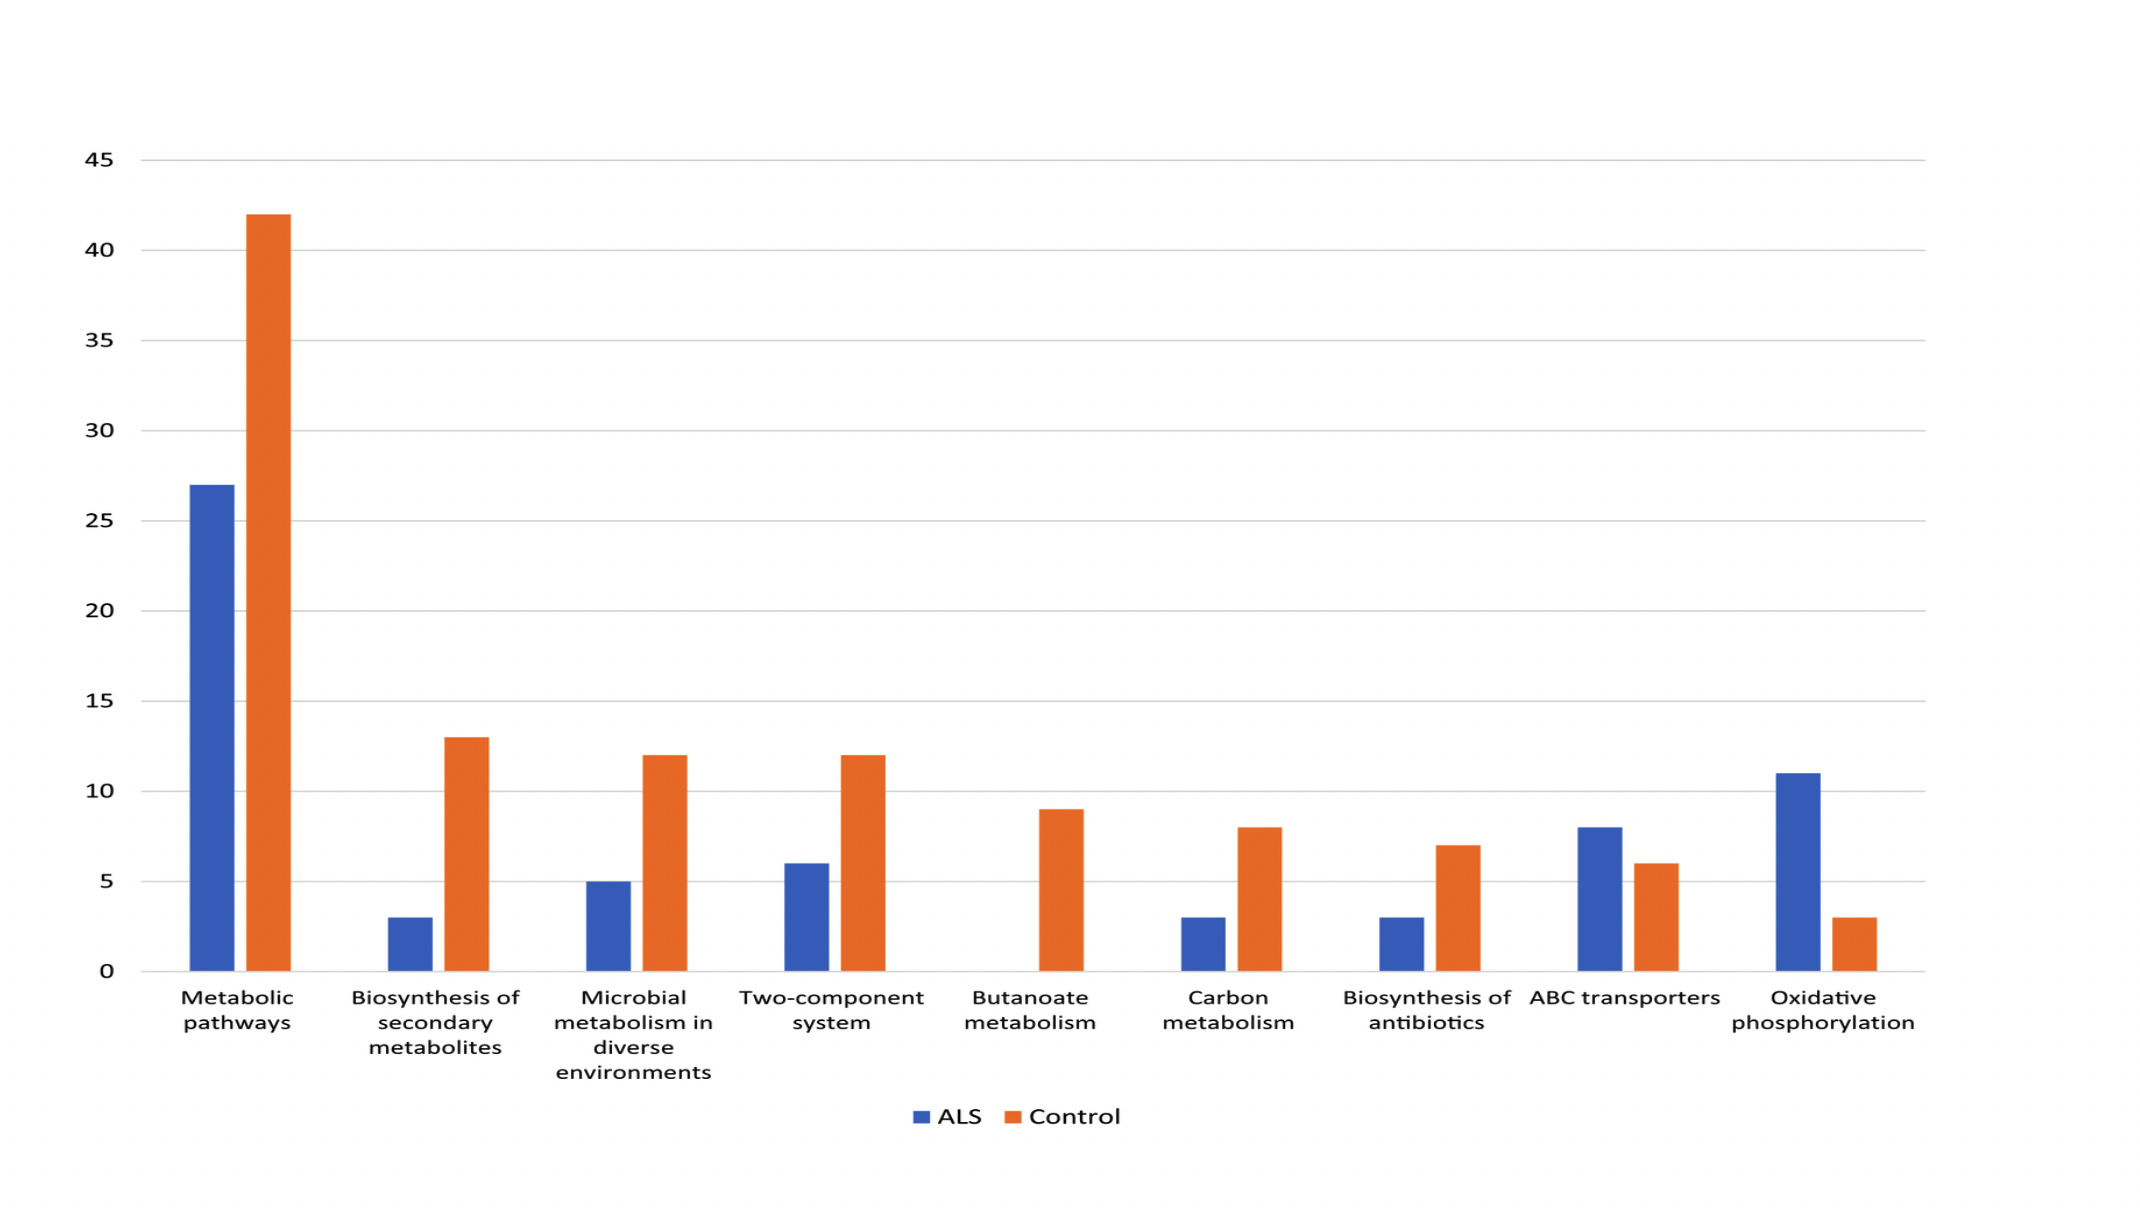 45
40
35
30
25
20
15
10
5
0
Metabolic
pathways
Biosynthesis of
secondary
metabolites
Microbial
metabolism in
diverse
environments
Two-component
system
Butanoate
metabolism
Carbon
metabolism
Biosynthesis of
antibiotics
ABC transporters
Oxidative
phosphorylation
ALS
Control